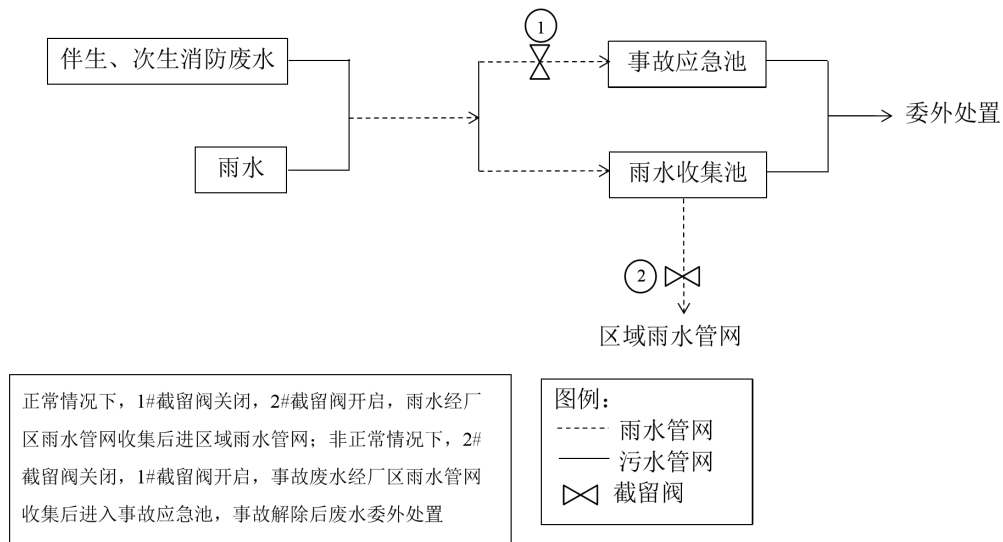 1
伴生、次生消防废水
事故应急池
委外处置
雨水
雨水收集池
2
区域雨水管网
正常情况下，1#截留阀关闭，2#截留阀开启，雨水经厂
区雨水管网收集后进区域雨水管网；非正常情况下，2#
截留阀关闭，1#截留阀开启，事故废水经厂区雨水管网
收集后进入事故应急池，事故解除后废水委外处置
图例：
雨水管网
污水管网
截留阀